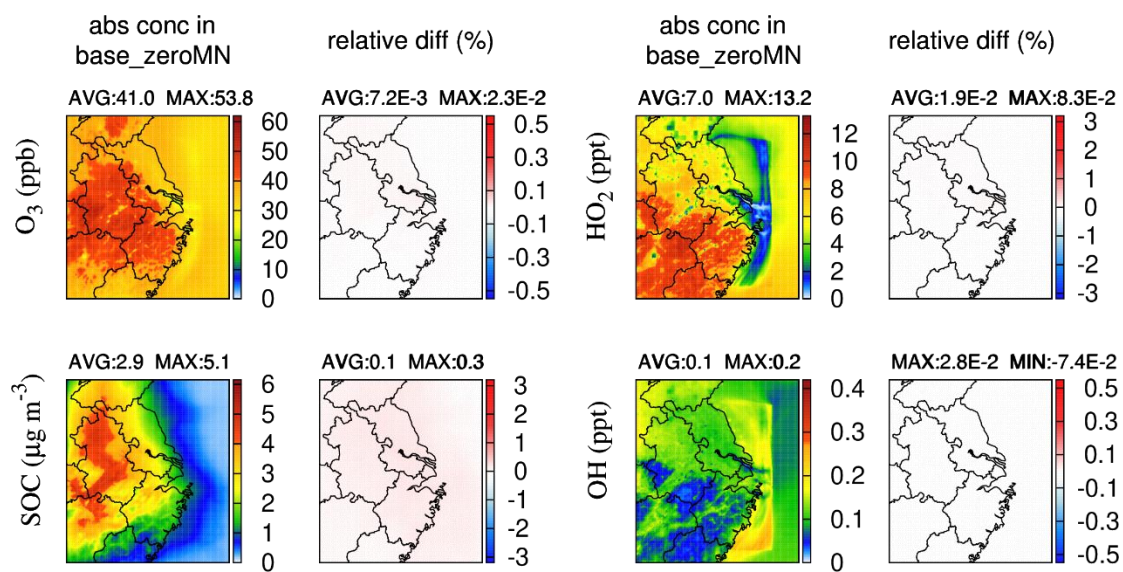 abs conc in
base_zeroMN
relative diff (%)
abs conc in
base_zeroMN
relative diff (%)
AVG:41.0 MAX:53.8
AVG:7.2E-3 MAX:2.3E-2
AVG:7.0 MAX:13.2
AVG:1.9E-2 MAX:8.3E-2
O3 (ppb)
60
50
40
30
20
10
0
0.5
0.3
0.1
-0.1
-0.3
-0.5
HO2 (ppt)
12
10
8
6
4
2
0
3
2
1
0
-1
-2
-3
AVG:2.9 MAX:5.1
AVG:0.1 MAX:0.3
AVG:0.1 MAX:0.2
MAX:2.8E-2 MIN:-7.4E-2
SOC (µg m⁻³)
6
5
4
3
2
1
0
3
2
1
0
-1
-2
-3
OH (ppt)
0.4
0.3
0.2
0.1
0
0.5
0.3
0.1
-0.1
-0.3
-0.5